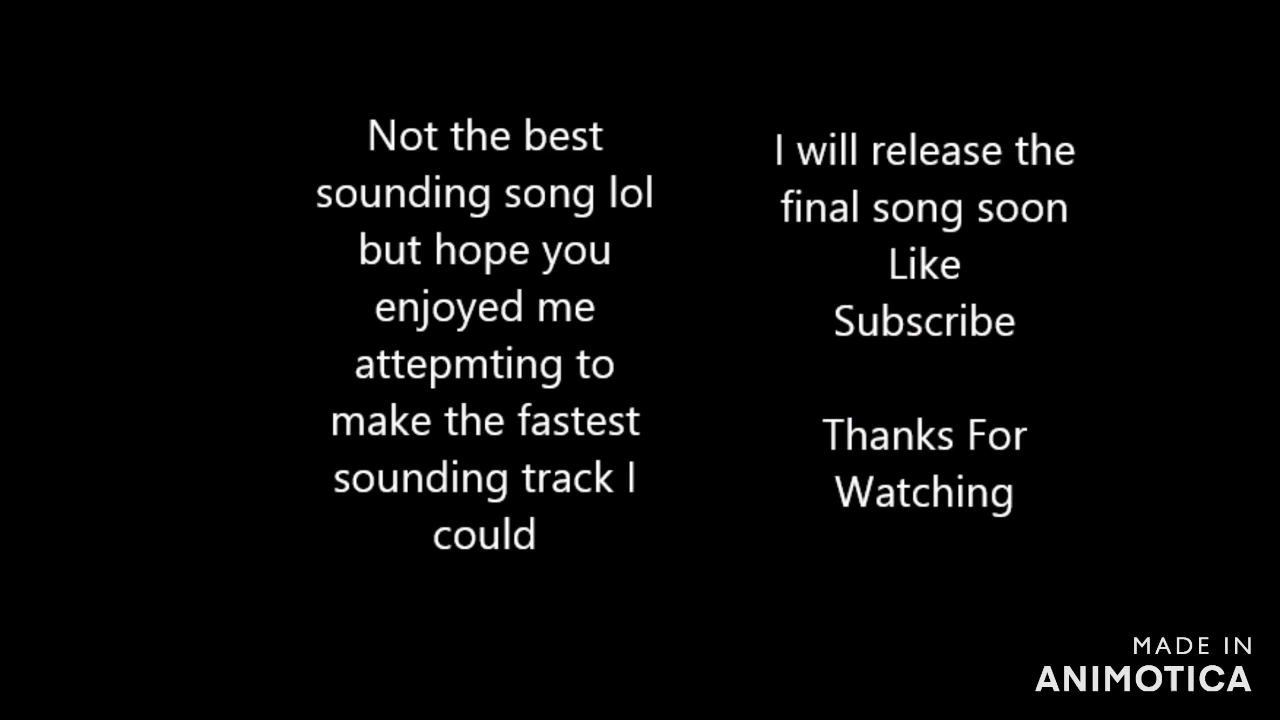 Not the best
sounding song lol
but hope you
enjoyed me
attepmting to
make the fastest
sounding track I
could
I will release the
final song soon
Like
Subscribe
Thanks For
Watching
MADE IN
ANIMOTICA